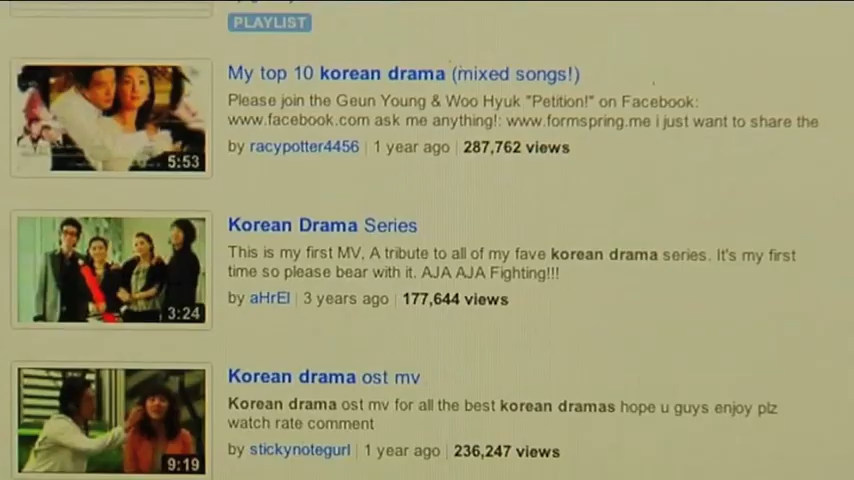 PLAYLIST
My top 10 korean drama (mixed songs!)
Please join the Geun Young & Woo Hyuk "Petition!" on Facebook:
www.facebook.com ask me anything!: www.formspring.me i just want to share the
5:53
by racypotter4456 | 1 year ago | 287,762 views
Korean Drama Series
This is my first MV, A tribute to all of my fave korean drama series. It's my first
time so please bear with it. AJA AJA Fighting!!!
3:24
by aHrEl | 3 years ago | 177,644 views
Korean drama ost mv
Korean drama ost mv for all the best korean dramas hope u guys enjoy plz
watch rate comment
9:19
by stickynotegurl | 1 year ago | 236,247 views